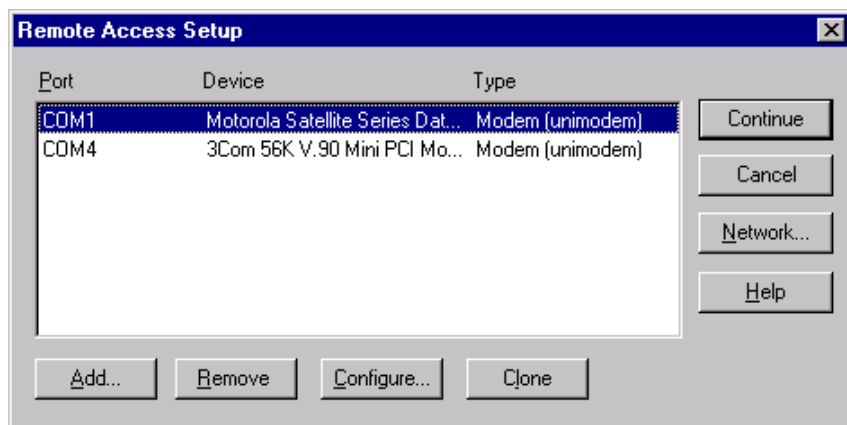 Remote Access Setup
Port Device Type
COM1 Motorola Satellite Series Dat... Modem (unimodem)
COM4 3Com 56K V.90 Mini PCI Mo... Modem (unimodem)
Continue
Cancel
Network...
Help
Add... Remove Configure... Clone